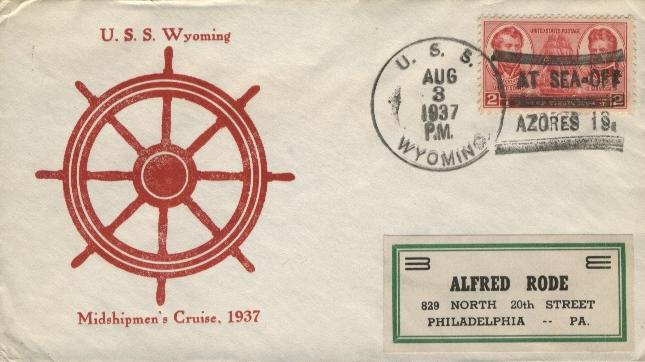 U. S. S. Wyoming
Midshipmen's Cruise, 1937
U. S. S.
AUG
3
1937
P.M.
WYOMING
UNITED STATES POSTAGE
2 2
AT SEA-OFF
AZORES IS.
ALFRED RODE
829 NORTH 20th STREET
PHILADELPHIA -- PA.